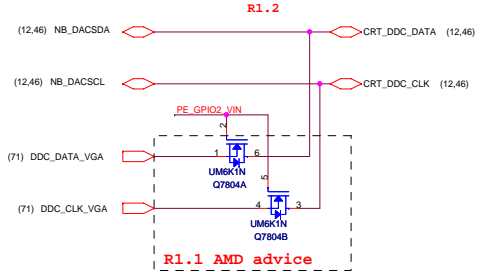 R1.2
(12,46) NB_DACSDA CRT_DDC_DATA (12,46)
(12,46) NB_DACSCL CRT_DDC_CLK (12,46)
PE_GPIO2_VIN
2
(71) DDC_DATA_VGA 1 6
UM6K1N
Q7804A
5
(71) DDC_CLK_VGA 4 3
UM6K1N
Q7804B
R1.1 AMD advice